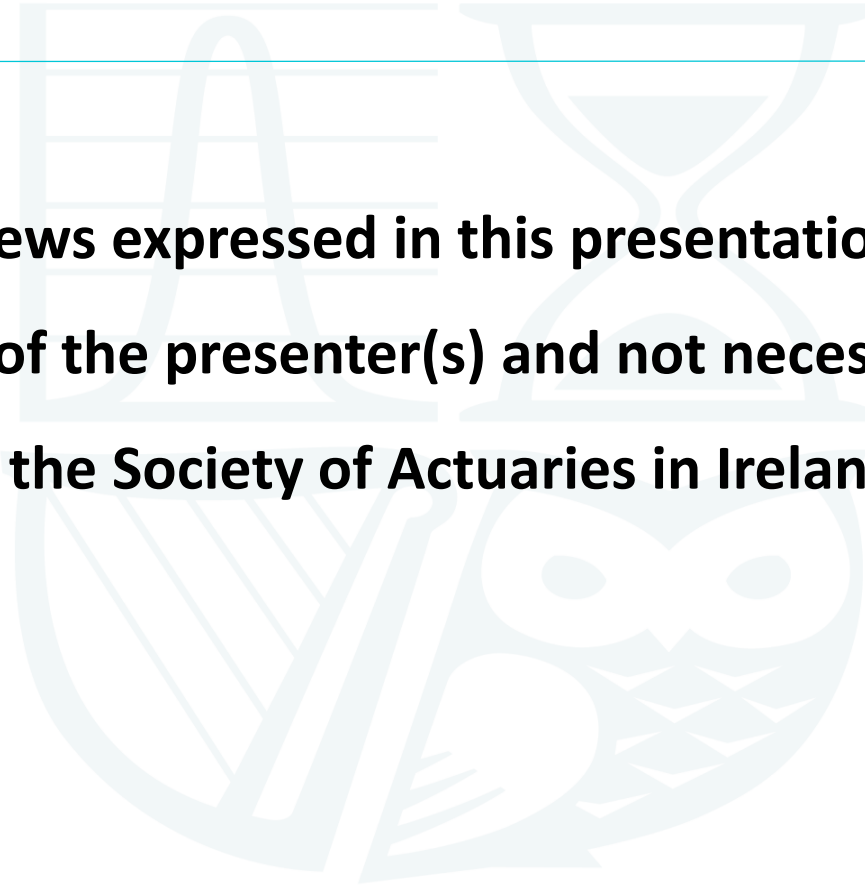 ews expressed in this presentatio
of the presenter(s) and not neces
the Society of Actuaries in Irelan